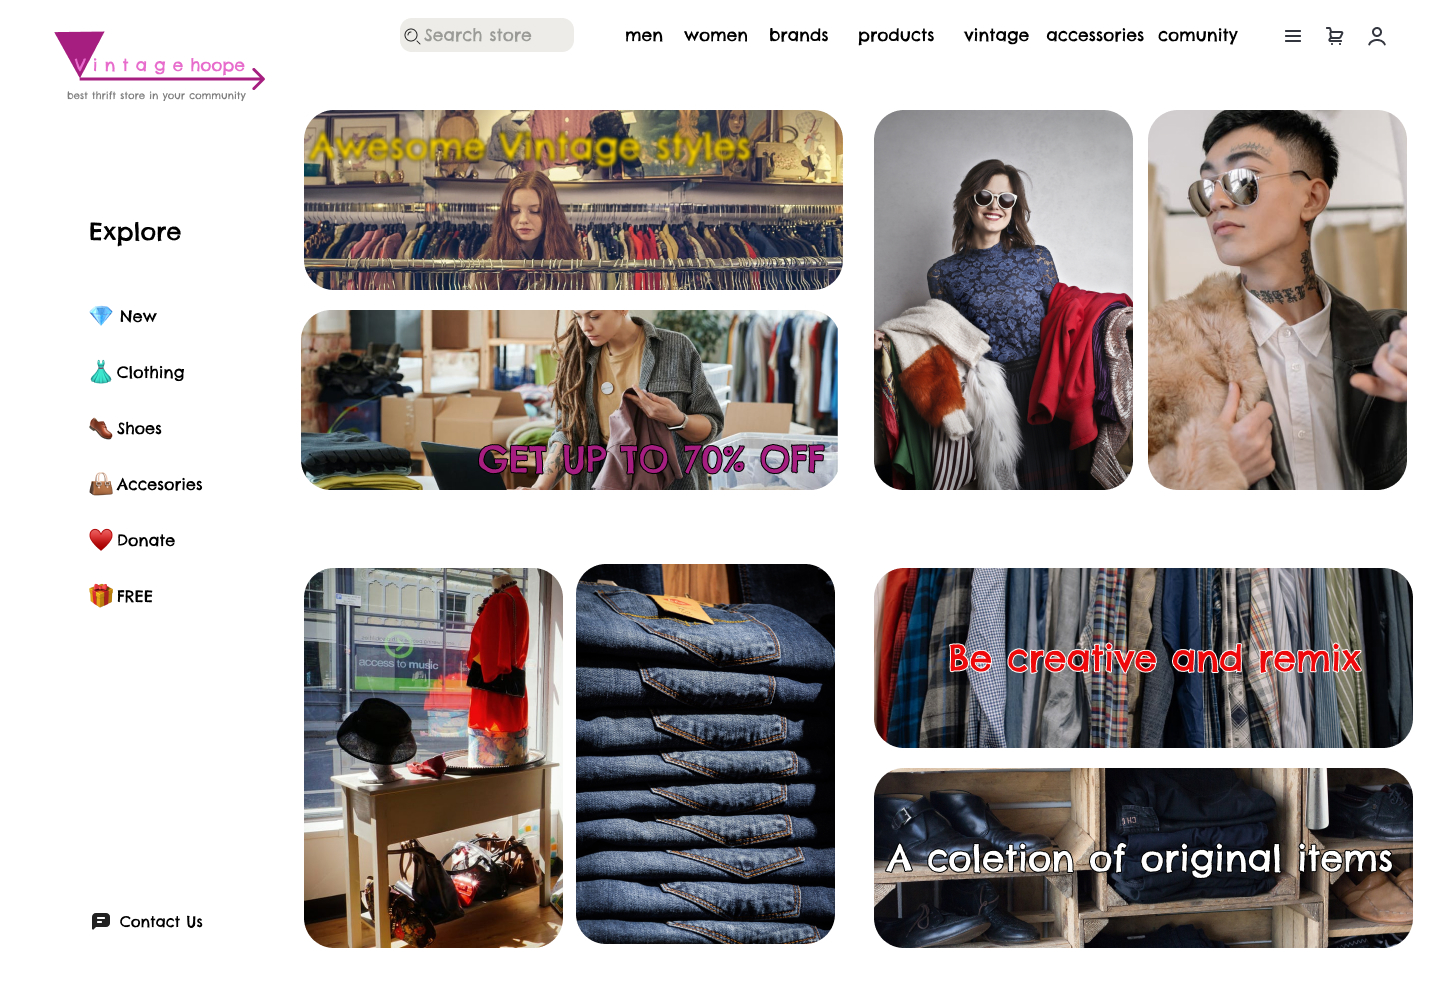 Search store
men women brands products vintage accessories comunity
Vintage hoope
best thrift store in your community
Awesome Vintage styles
Explore
New
Clothing
Shoes
Accesories
Donate
FREE
Contact Us
GET UP TO 70% OFF
access to music
Be creative and remix
A coletion of original items